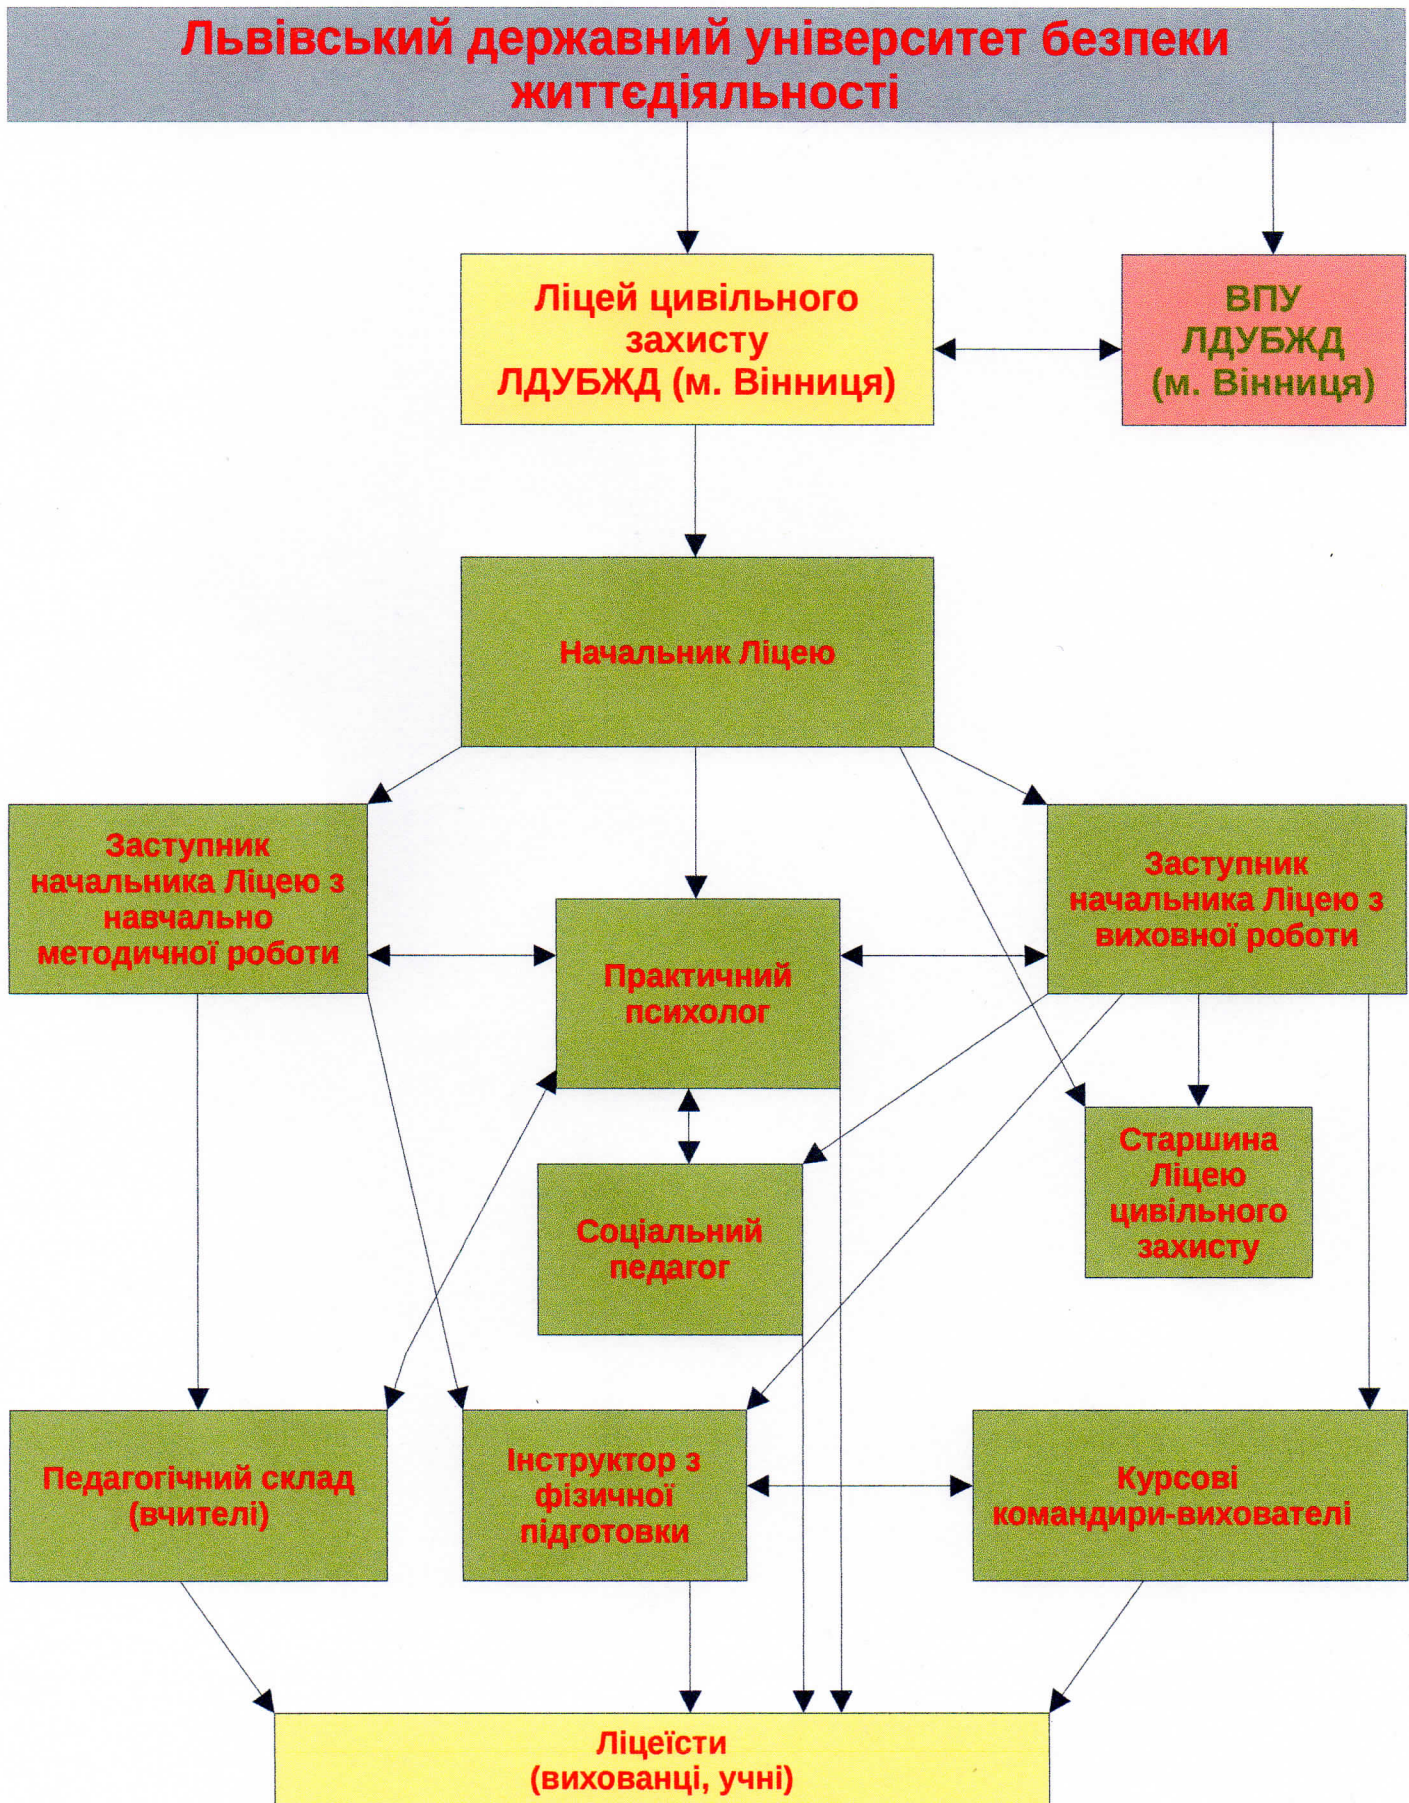 Львівський державний університет безпеки
життєдіяльності
Ліцей цивільного
захисту
ЛДУБЖД (м. Вінниця)
ВПУ
ЛДУБЖД
(м. Вінниця)
Начальник Ліцею
Заступник
начальника Ліцею з
навчально
методичної роботи
Практичний
психолог
Заступник
начальника Ліцею з
виховної роботи
Соціальний
педагог
Старшина
Ліцею
цивільного
захисту
Педагогічний склад
(вчителі)
Інструктор з
фізичної
підготовки
Курсові
командири-вихователі
Ліцеїсти
(вихованці, учні)